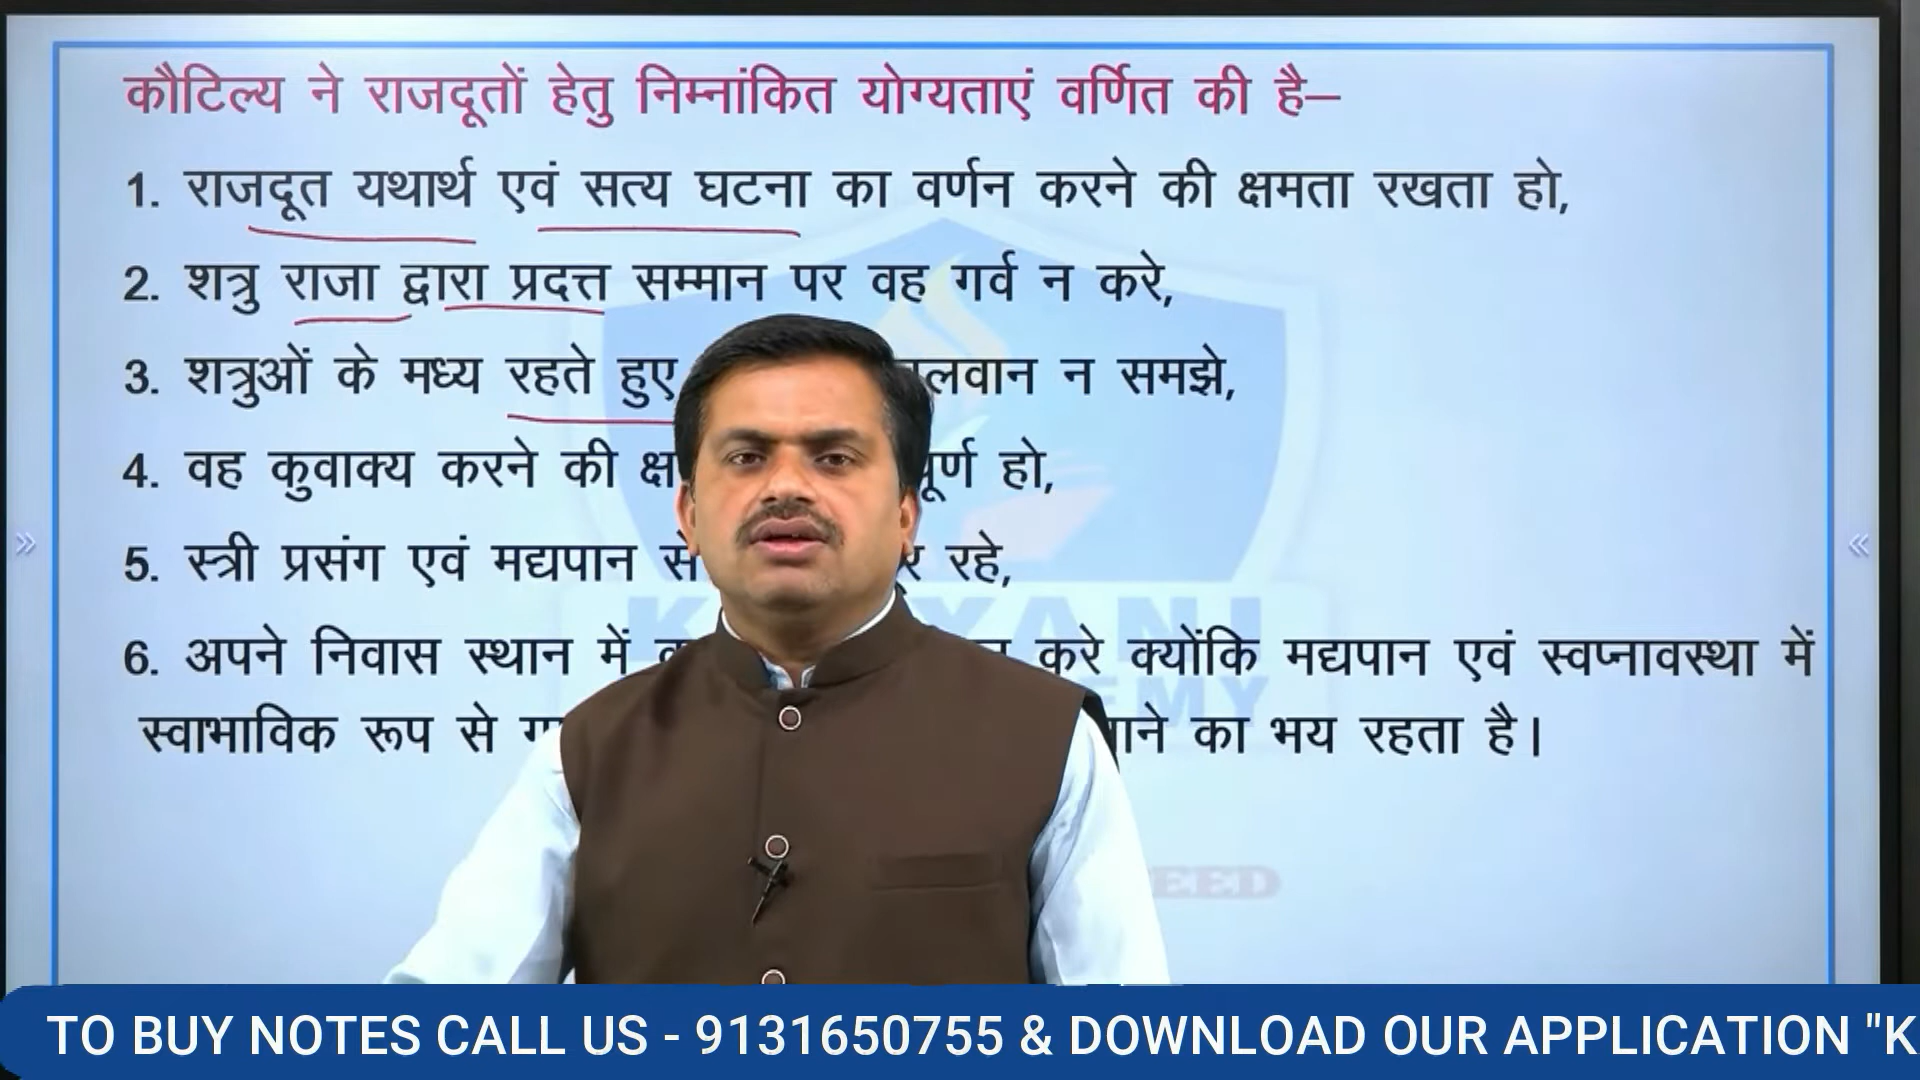 कौटिल्य ने राजदूतों हेतु निम्नांकित योग्यताएं वर्णित की है–
1. राजदूत यथार्थ एवं सत्य घटना का वर्णन करने की क्षमता रखता हो,
2. शत्रु राजा द्वारा प्रदत्त सम्मान पर वह गर्व न करे,
3. शत्रुओं के मध्य रहते हुए न समझे,
4. वह कुवाक्य करने की हो,
5. स्त्री प्रसंग एवं मद्यपान से रहे,
6. अपने निवास स्थान में करे क्योंकि मद्यपान एवं स्वप्नावस्था में
स्वाभाविक रूप से का भय रहता है।
TO BUY NOTES CALL US - 9131650755 & DOWNLOAD OUR APPLICATION "K